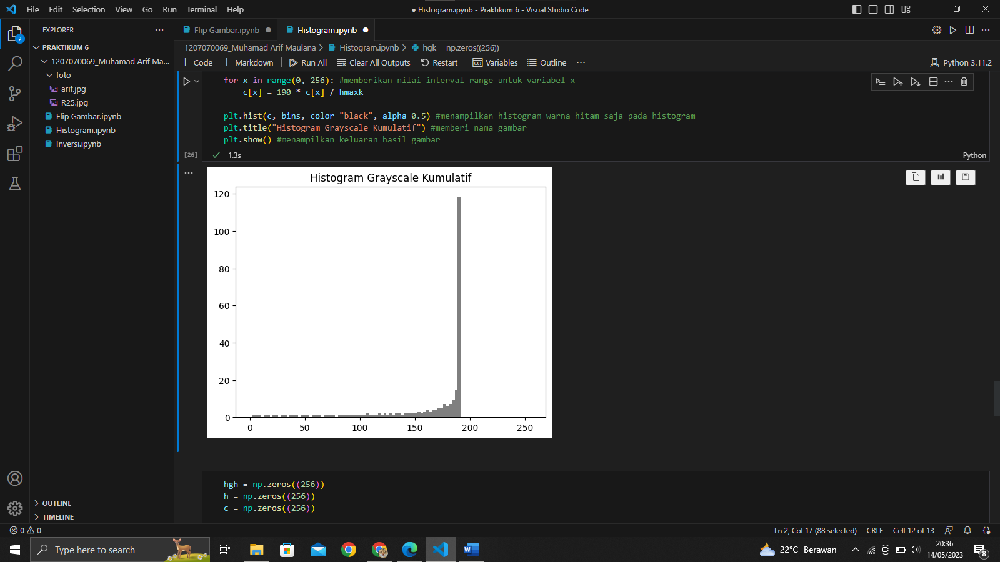 File Edit Selection View Go Run Terminal Help
● Histogram.ipynb - Praktikum 6 - Visual Studio Code
EXPLORER
Flip Gambar.ipynb
Histogram.ipynb
PRAKTIKUM 6
1207070069_Muhamad Arif Ma...
foto
arif.jpg
R25.jpg
Flip Gambar.ipynb
Histogram.ipynb
Inversi.ipynb
OUTLINE
TIMELINE
2
1207070069_Muhamad Arif Maulana > Histogram.ipynb > hgk = np.zeros((256))
+ Code + Markdown Run All Clear All Outputs Restart Variables Outline ...
Python 3.11.2
for x in range(0, 256): #memberikan nilai interval range untuk variabel x
c[x] = 190 * c[x] / hmaxk
plt.hist(c, bins, color="black", alpha=0.5) #menampilkan histogram warna hitam saja pada histogram
plt.title("Histogram Grayscale Kumulatif") #memberi nama gambar
plt.show() #menampilkan keluaran hasil gambar
[26] 1.3s
Python
Histogram Grayscale Kumulatif
120
100
80
60
40
20
0
0 50 100 150 200 250
hgh = np.zeros((256))
h = np.zeros((256))
c = np.zeros((256))
0 0
Ln 2, Col 17 (88 selected) CRLF Cell 12 of 13
Type here to search
22°C Berawan
20:36
14/05/2023
8